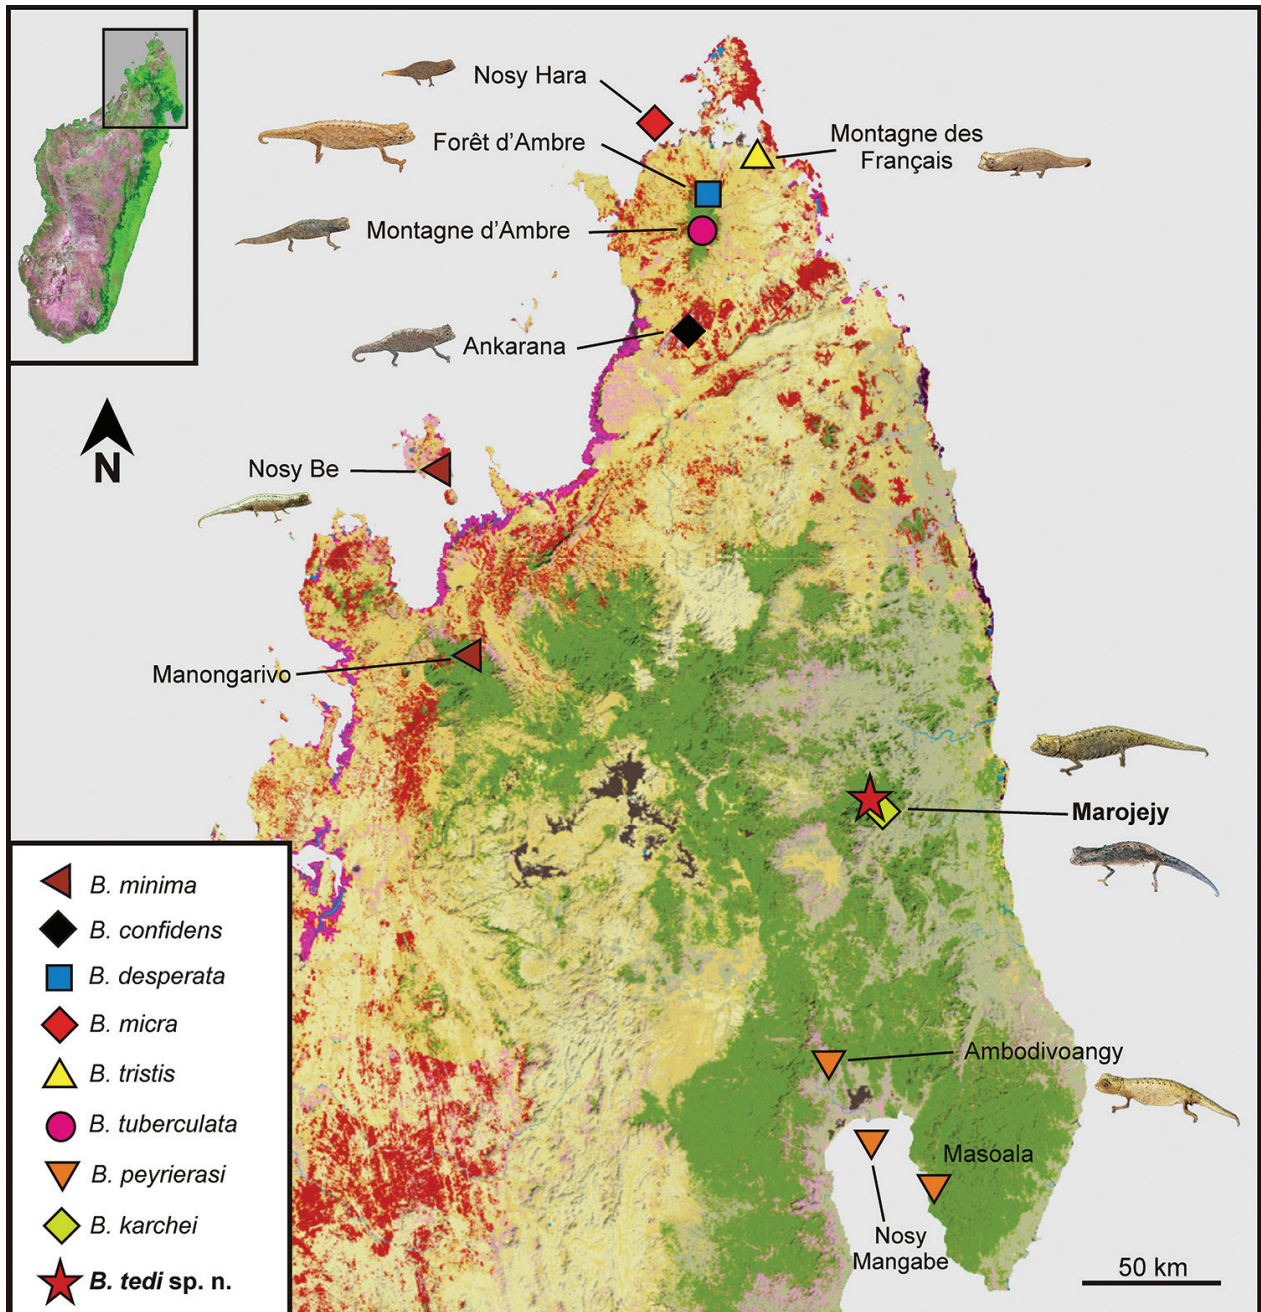 Nosy Hara
Forêt d’Ambre
Montagne des
Français
Montagne d’Ambre
Ankarana
N
Nosy Be
Manongarivo
Marojejy
Ambodivoangy
Masoala
Nosy
Mangabe
50 km
B. minima
B. confidens
B. desperata
B. micra
B. tristis
B. tuberculata
B. peyrierasi
B. karchei
B. tedi sp. n.